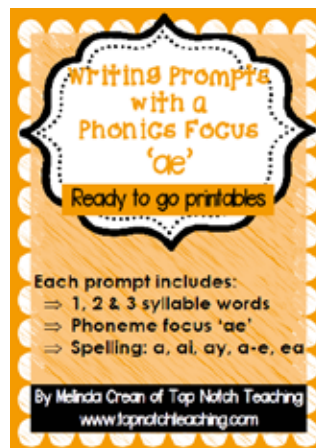 Writing Prompts
with a
Phonics Focus
‘ae’
Ready to go printables
Each prompt includes:
⇒ 1, 2 & 3 syllable words
⇒ Phoneme focus ‘ae’
⇒ Spelling: a, ai, ay, a-e, ea
By Melinda Crean of Top Notch Teaching
www.topnotchteaching.com